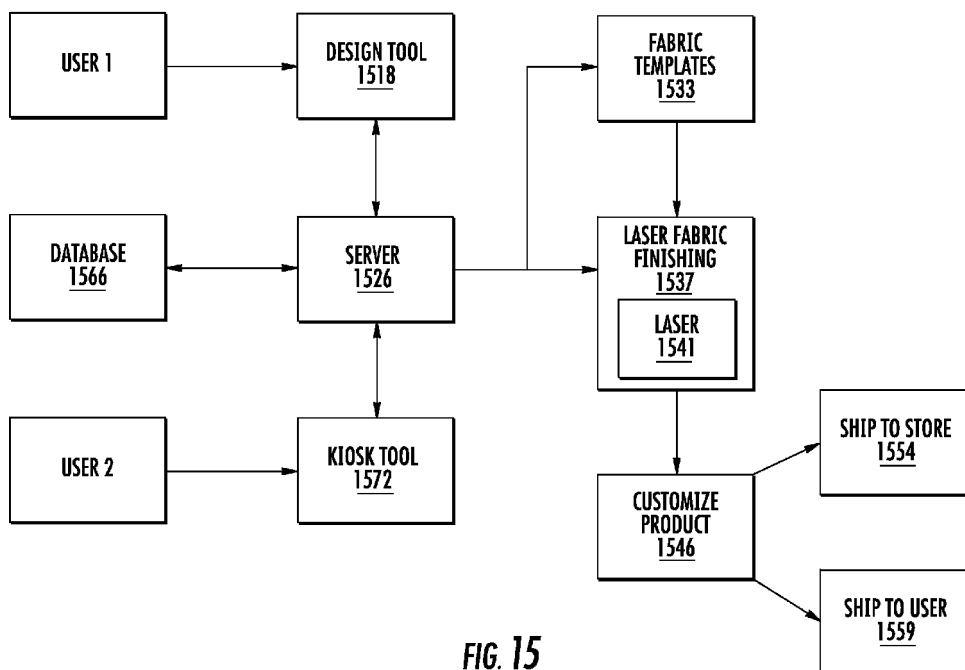 USER 1
DESIGN TOOL
1518
FABRIC
TEMPLATES
1533
DATABASE
1566
SERVER
1526
LASER FABRIC
FINISHING
1537
LASER
1541
USER 2
KIOSK TOOL
1572
CUSTOMIZE
PRODUCT
1546
SHIP TO STORE
1554
SHIP TO USER
1559
FIG. 15